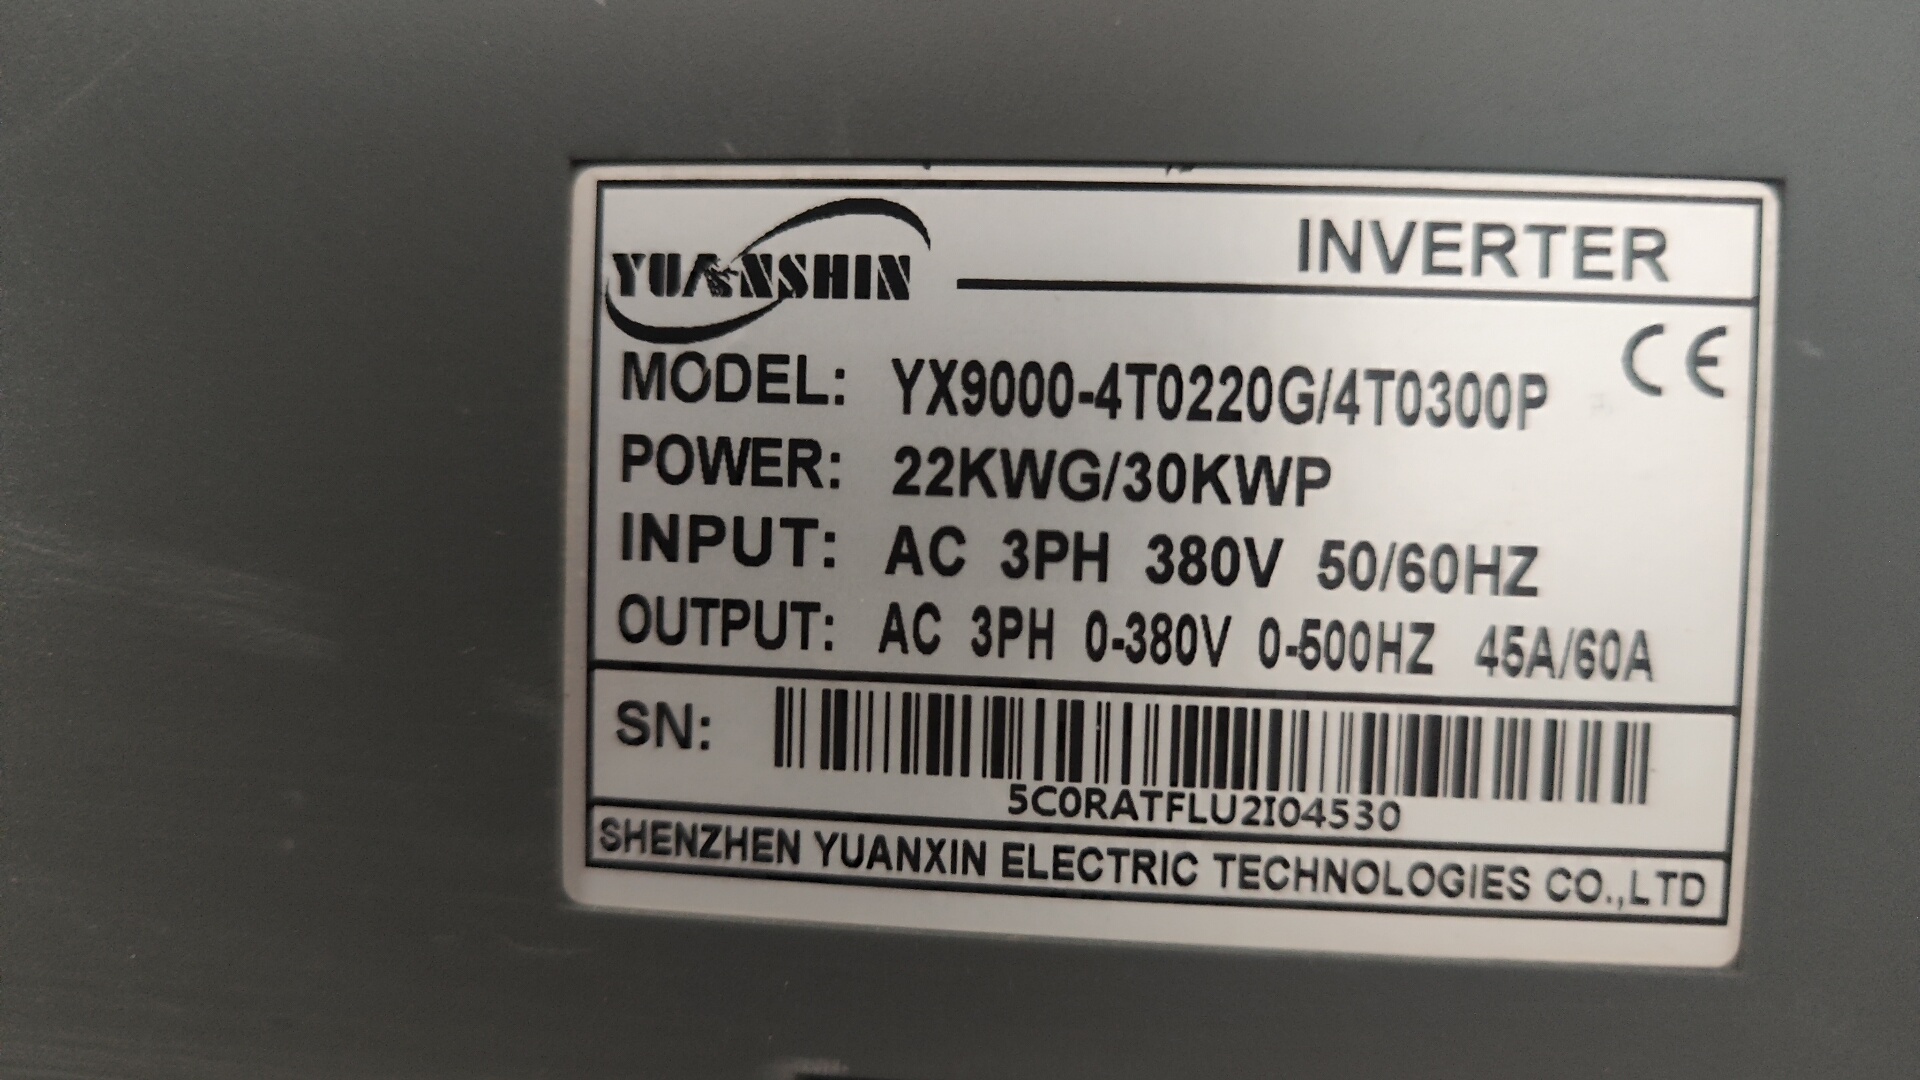 YUANSHIN
INVERTER
CE
MODEL: YX9000-4T0220G/4T0300P
POWER: 22KWG/30KWP
INPUT: AC 3PH 380V 50/60HZ
OUTPUT: AC 3PH 0-380V 0-500HZ 45A/60A
SN:
5C0RATFLU2I04530
SHENZHEN YUANXIN ELECTRIC TECHNOLOGIES CO.,LTD